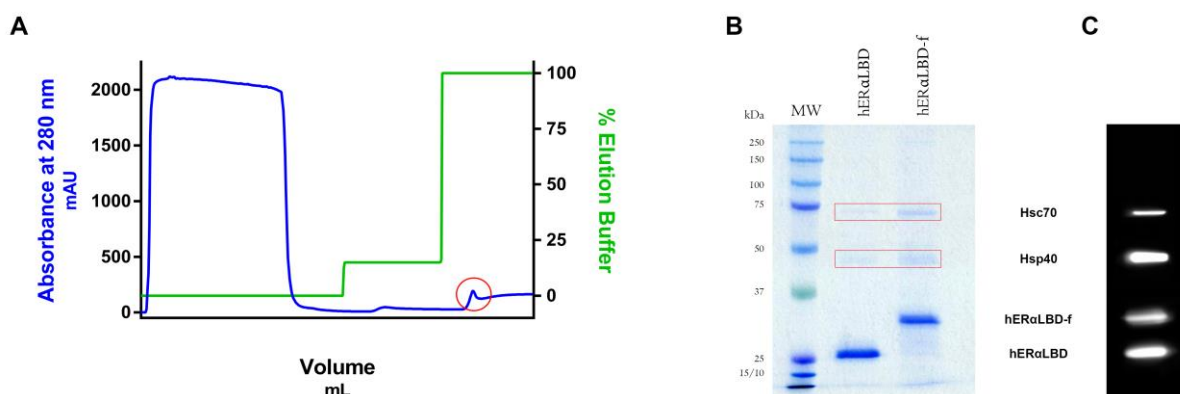 A
Absorbance at 280 nm
mAU
2000
1500
1000
500
0
100
75
50
25
0
% Elution Buffer
Volume
mL
B
kDa
MW
hERαLBD
hERαLBD-f
250
150
100
75
50
37
25
15/10
Hsc70
Hsp40
hERαLBD-f
hERαLBD
C